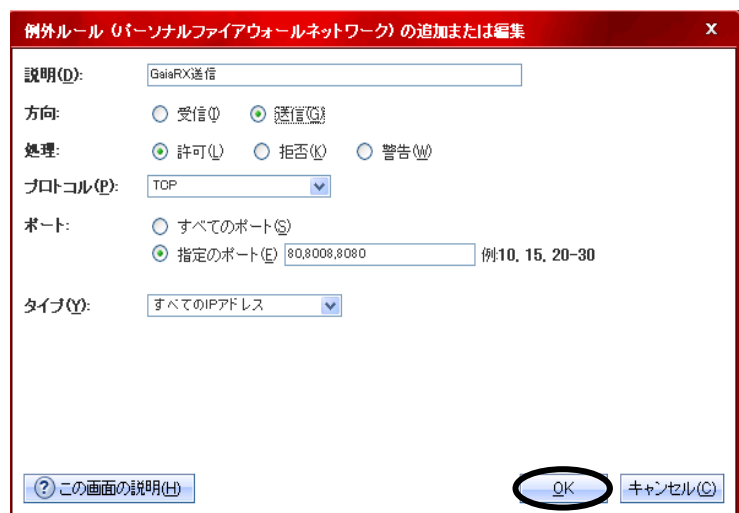 例外ルール (パーソナルファイアウォールネットワーク) の追加または編集 x
説明(D): GaiaRX送信
方向: 受信(I) 送信(G)
処理: 許可(L) 拒否(K) 警告(W)
プロトコル(P): TCP
ポート: すべてのポート(S)
指定のポート(E) 80,8008,8080 例:10, 15, 20-30
タイプ(Y): すべてのIPアドレス
?この画面の説明(H) OK キャンセル(C)